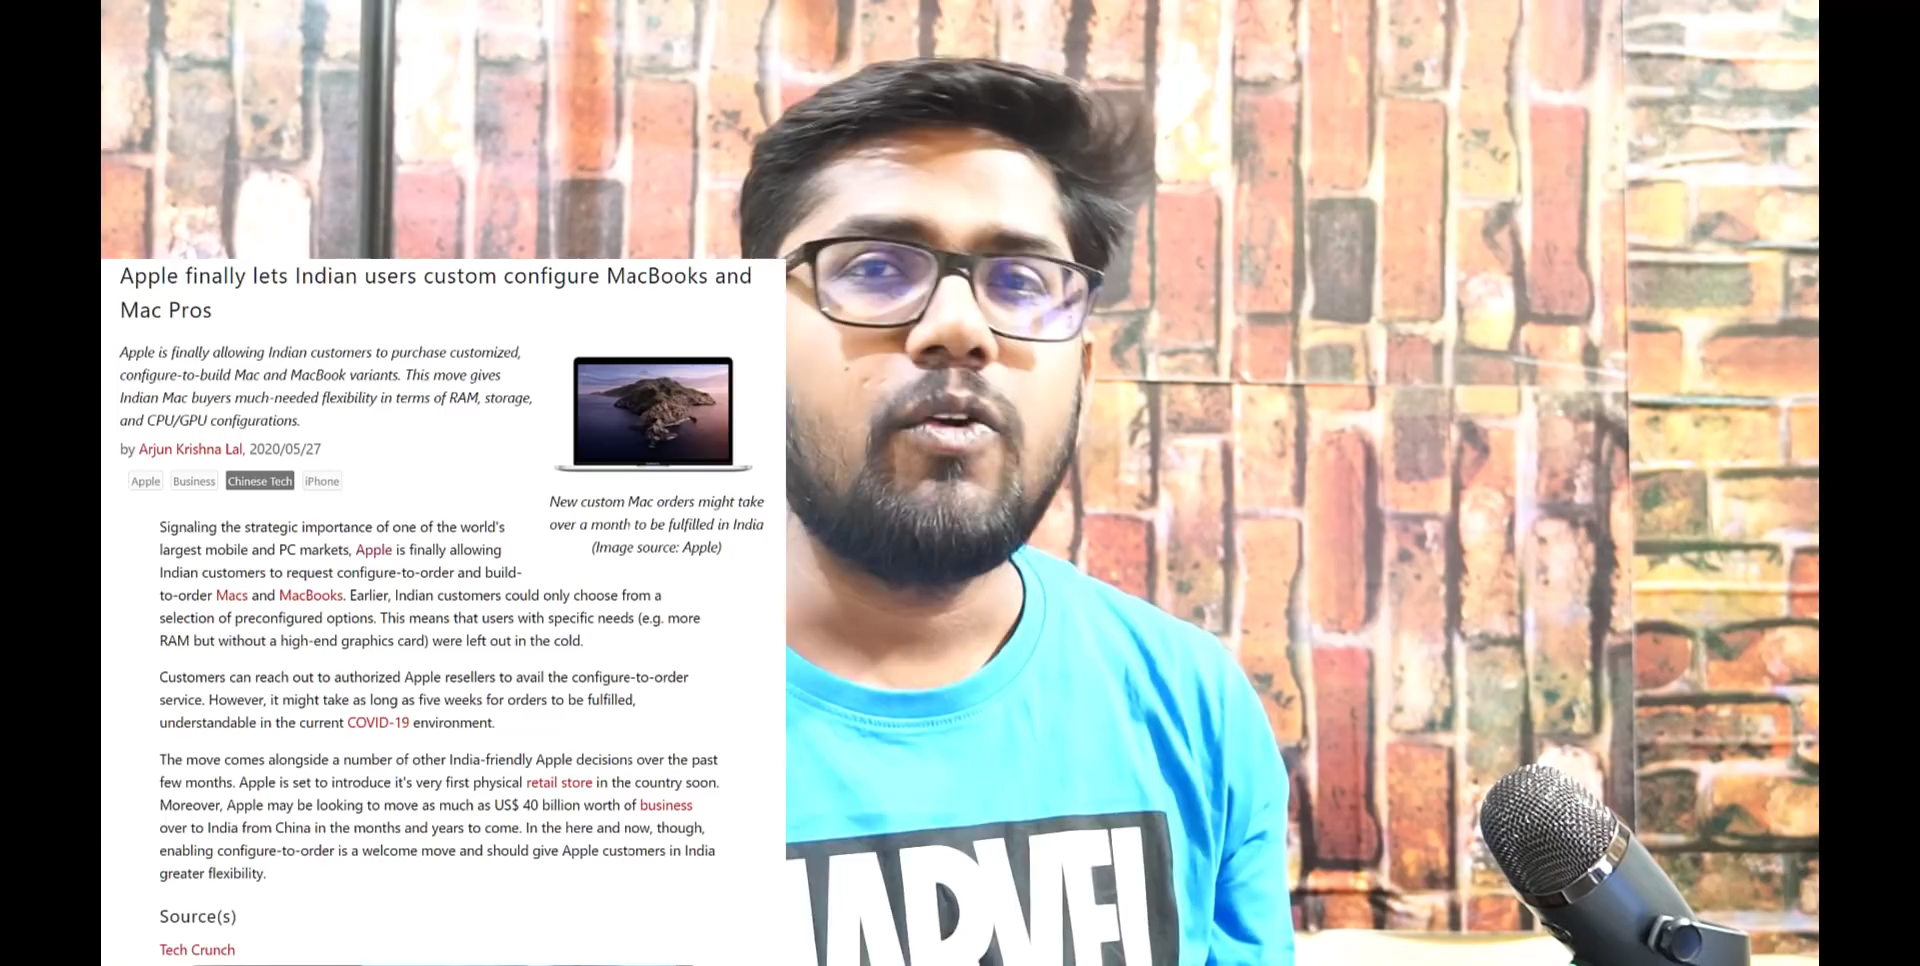 Apple finally lets Indian users custom configure MacBooks and
Mac Pros
Apple is finally allowing Indian customers to purchase customized,
configure-to-build Mac and MacBook variants. This move gives
Indian Mac buyers much-needed flexibility in terms of RAM, storage,
and CPU/GPU configurations.
by Arjun Krishna Lal, 2020/05/27
Apple Business Chinese Tech iPhone
New custom Mac orders might take
over a month to be fulfilled in India
(Image source: Apple)
Signaling the strategic importance of one of the world's
largest mobile and PC markets, Apple is finally allowing
Indian customers to request configure-to-order and build-
to-order Macs and MacBooks. Earlier, Indian customers could only choose from a
selection of preconfigured options. This means that users with specific needs (e.g. more
RAM but without a high-end graphics card) were left out in the cold.
Customers can reach out to authorized Apple resellers to avail the configure-to-order
service. However, it might take as long as five weeks for orders to be fulfilled,
understandable in the current COVID-19 environment.
The move comes alongside a number of other India-friendly Apple decisions over the past
few months. Apple is set to introduce it's very first physical retail store in the country soon.
Moreover, Apple may be looking to move as much as US$ 40 billion worth of business
over to India from China in the months and years to come. In the here and now, though,
enabling configure-to-order is a welcome move and should give Apple customers in India
greater flexibility.
Source(s)
Tech Crunch
MARVEL